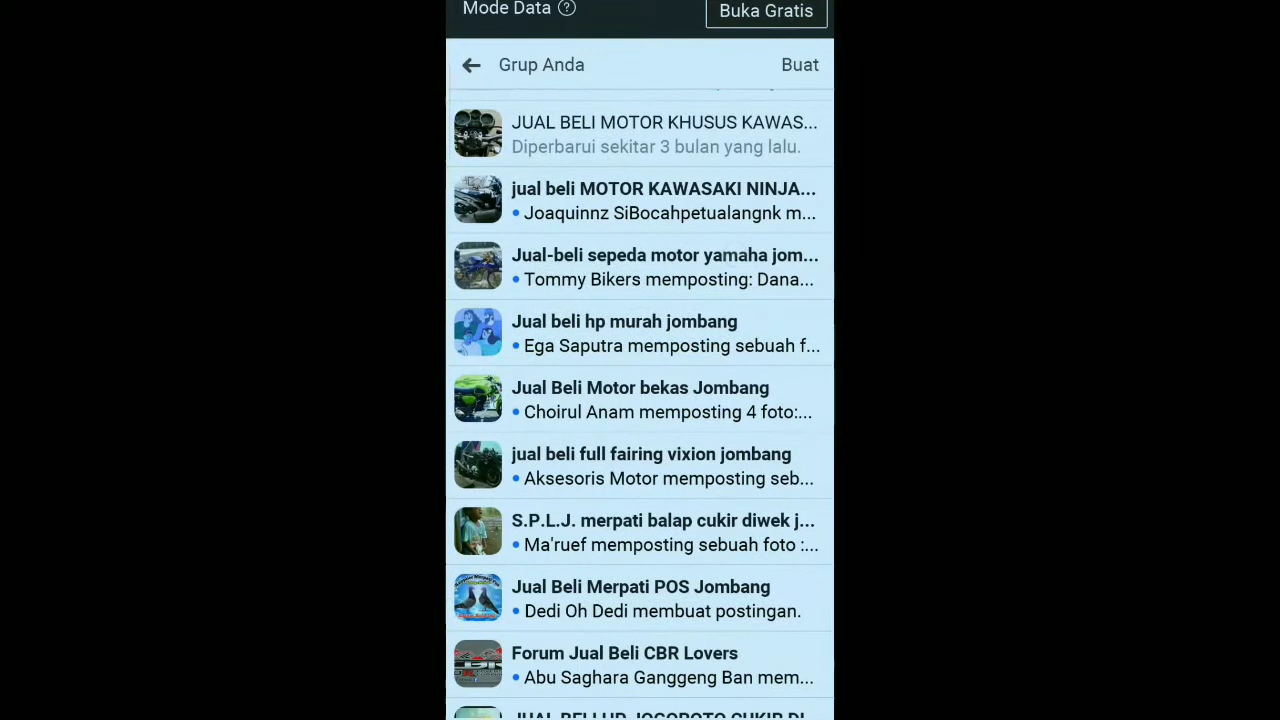 Mode Data ?
Buka Gratis
Grup Anda
Buat
JUAL BELI MOTOR KHUSUS KAWAS...
Diperbarui sekitar 3 bulan yang lalu.
jual beli MOTOR KAWASAKI NINJA...
• Joaquinnz SiBocahpetualangnk m...
Jual-beli sepeda motor yamaha jom...
• Tommy Bikers memposting: Dana...
Jual beli hp murah jombang
• Ega Saputra memposting sebuah f...
Jual Beli Motor bekas Jombang
• Choirul Anam memposting 4 foto:...
jual beli full fairing vixion jombang
• Aksesoris Motor memposting seb...
S.P.L.J. merpati balap cukir diwek j...
• Ma'ruef memposting sebuah foto :...
Jual Beli Merpati POS Jombang
• Dedi Oh Dedi membuat postingan.
Forum Jual Beli CBR Lovers
• Abu Saghara Ganggeng Ban mem...